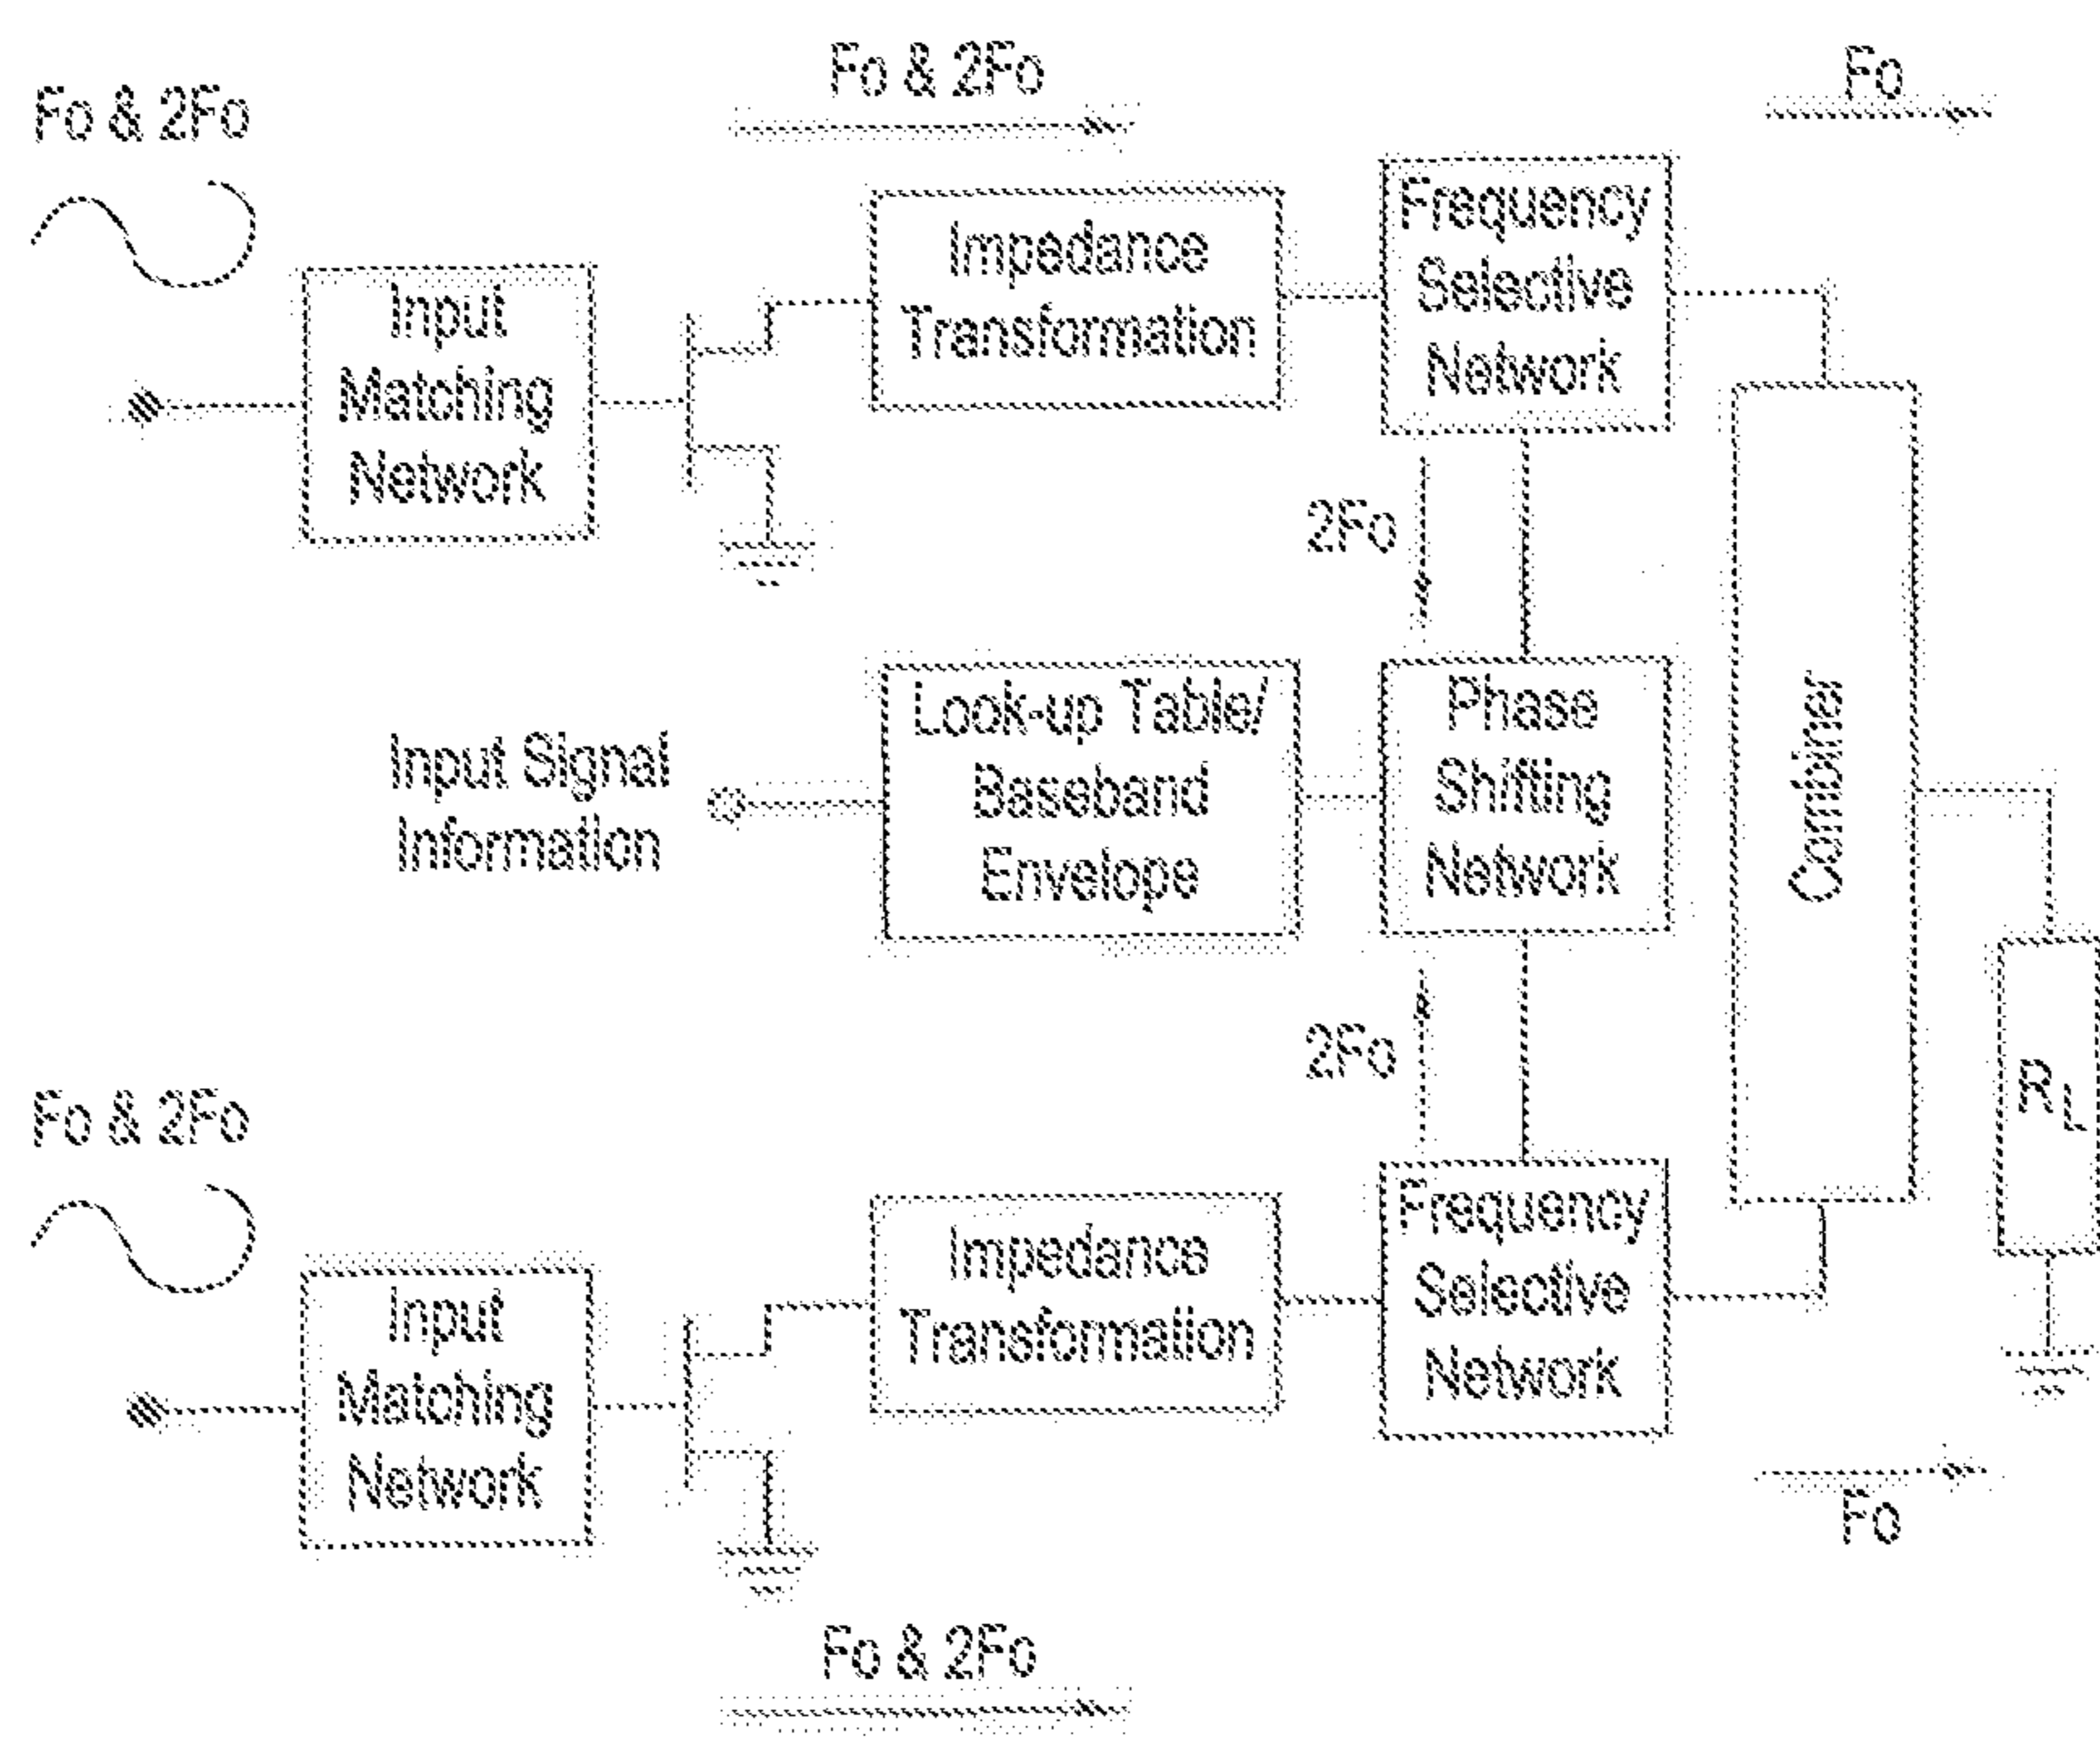 Fo & 2Fo
Fo & 2Fo
Fo
Input
Matching
Network
Impedance
Transformation
Frequency
Selective
Network
2Fo
Input Signal
Information
Look-up Table/
Baseband
Envelope
Phase
Shifting
Network
Combiner
2Fo
RL
Fo & 2Fo
Input
Matching
Network
Impedance
Transformation
Frequency
Selective
Network
Fo
Fo & 2Fo